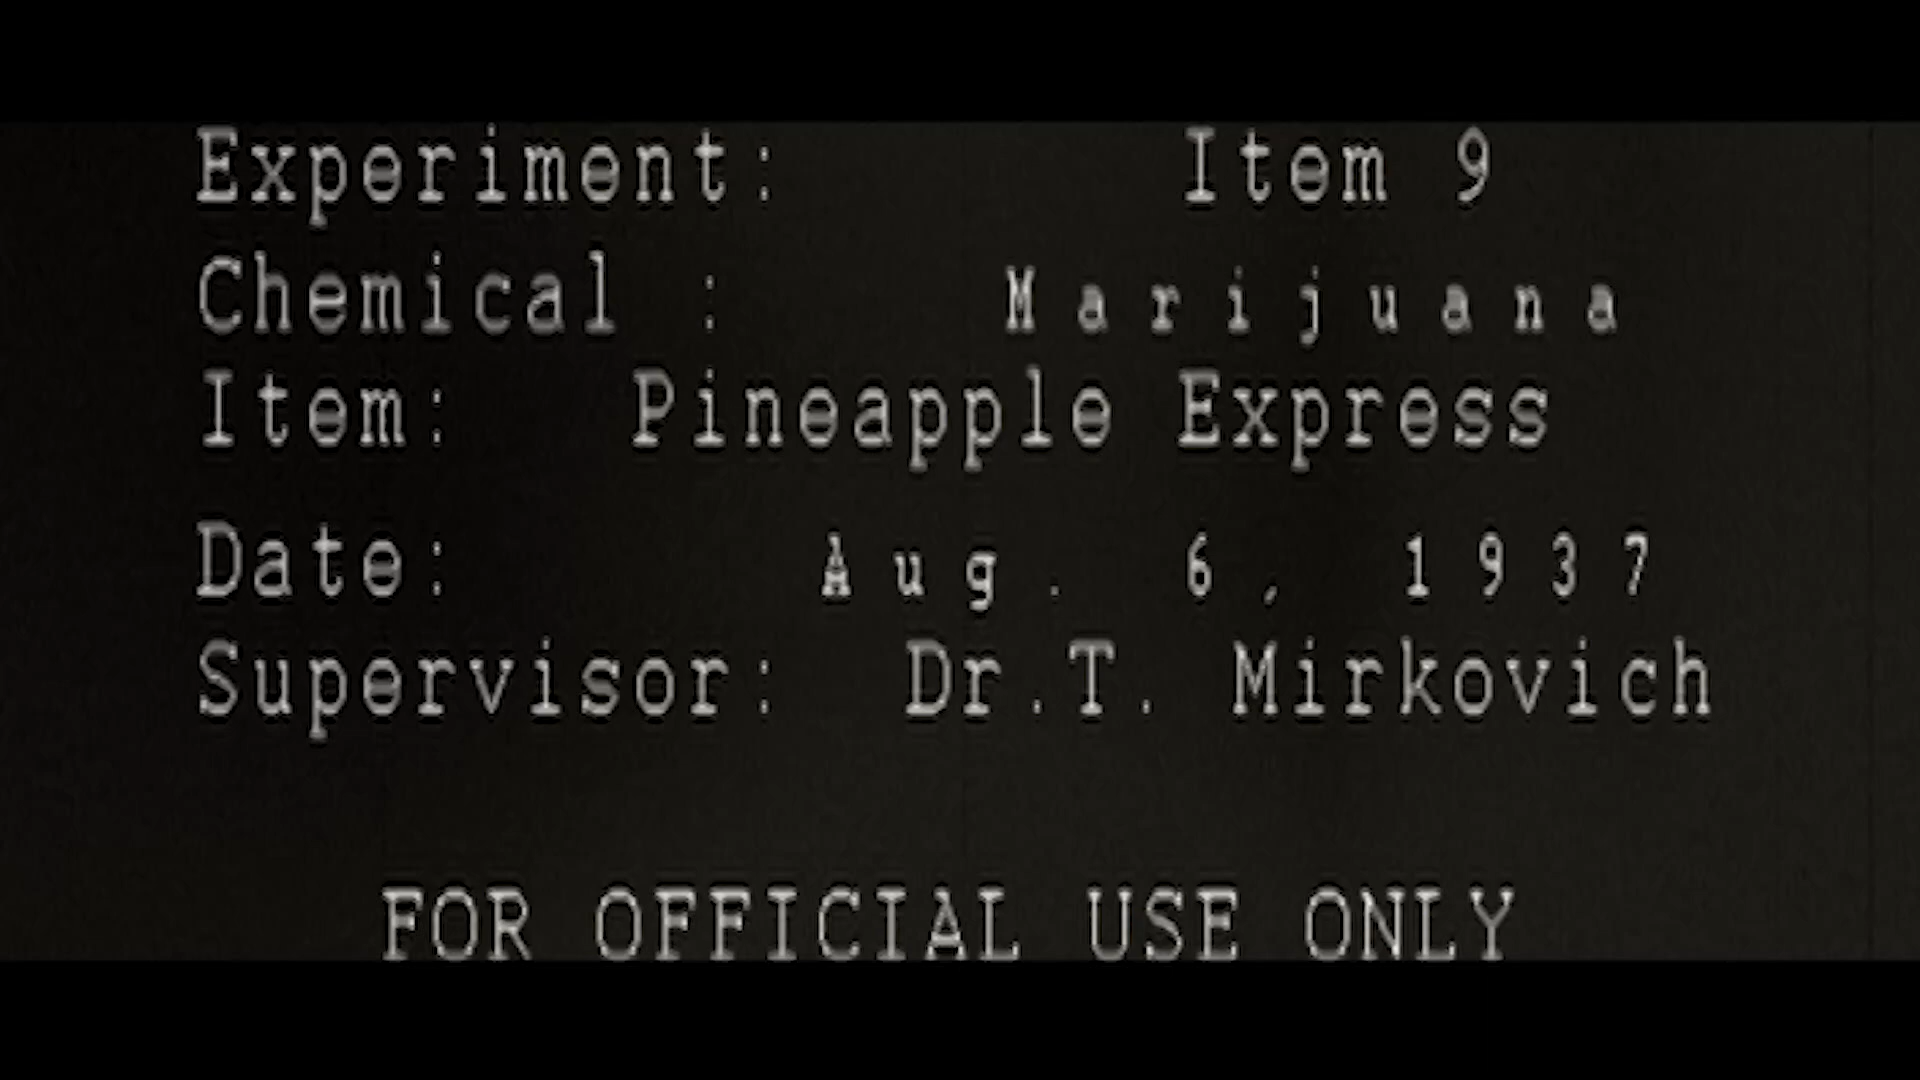 Experiment: Item 9
Chemical : Marijuana
Item: Pineapple Express
Date: Aug. 6, 1937
Supervisor: Dr.T. Mirkovich
FOR OFFICIAL USE ONLY